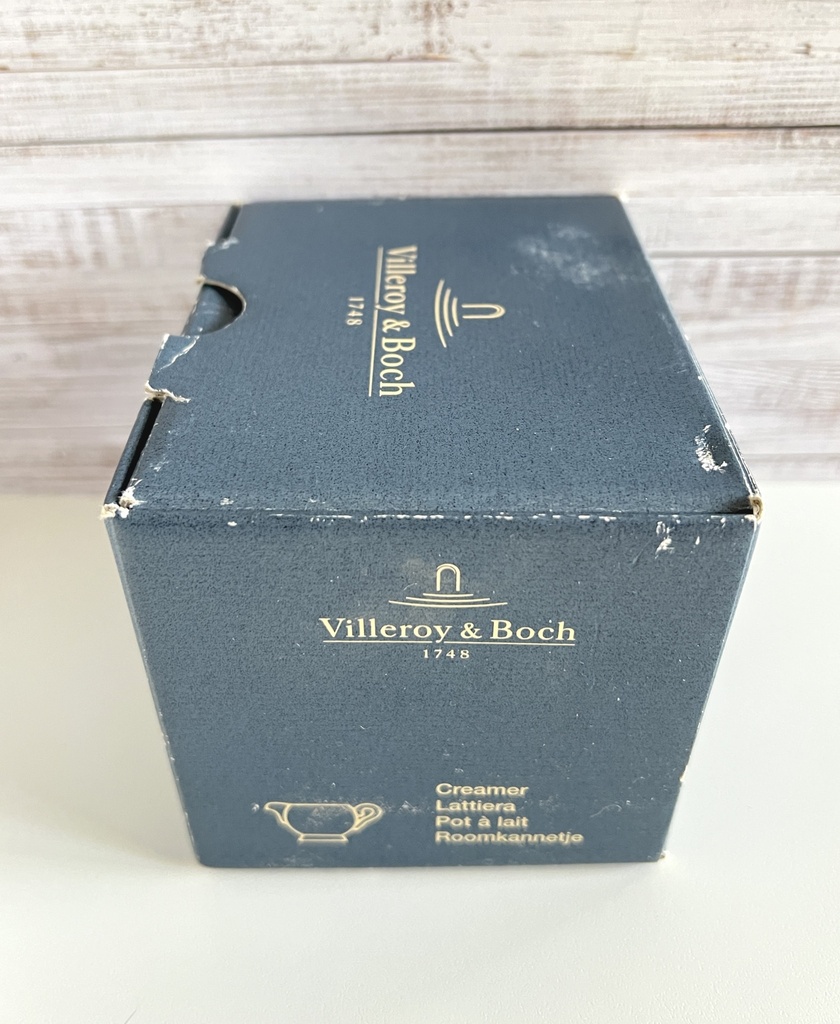 Villeroy & Boch
1748
Villeroy & Boch
1748
Creamer
Lattiera
Pot à lait
Roomkannetje